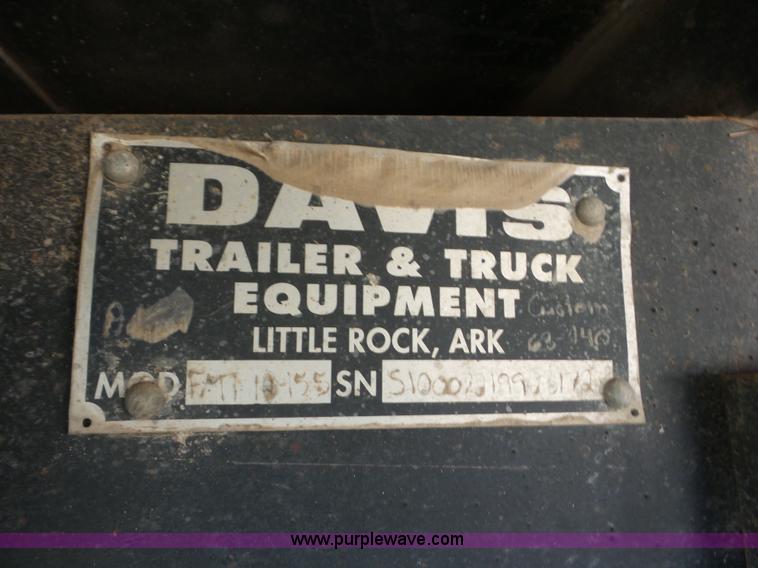 DAVIS
TRAILER & TRUCK
EQUIPMENT Custom
LITTLE ROCK, ARK
MOD. SN
www.purplewave.com